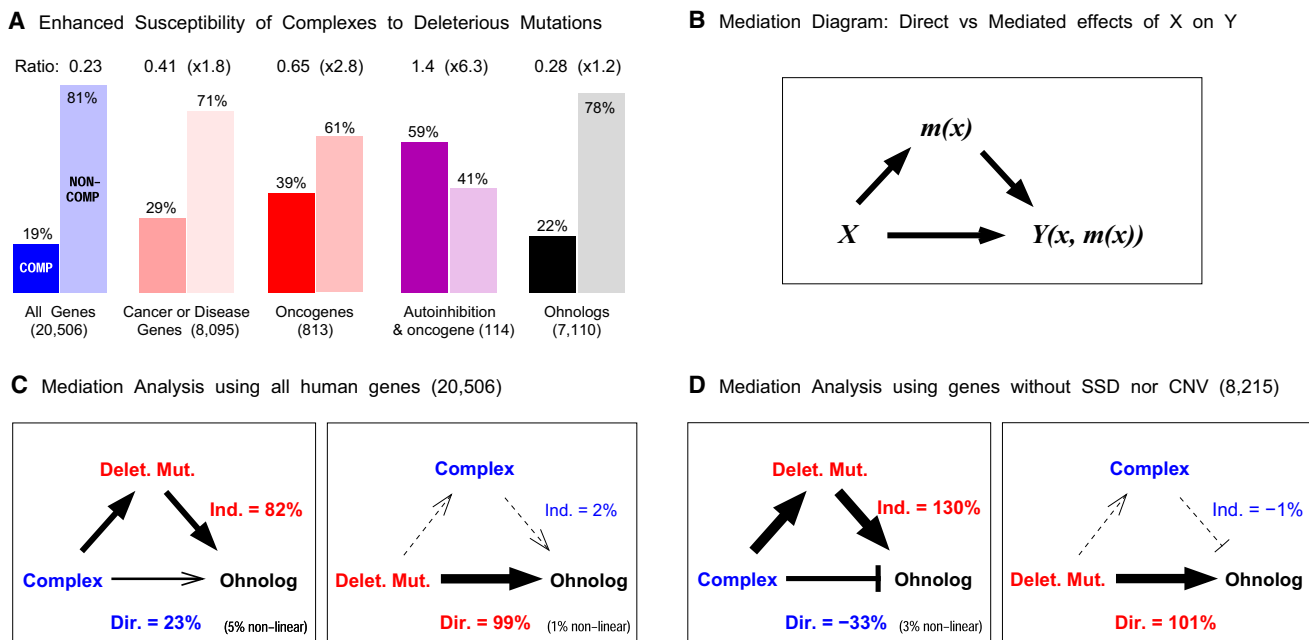 A Enhanced Susceptibility of Complexes to Deleterious Mutations
Ratio: 0.23 0.41 (x1.8) 0.65 (x2.8) 1.4 (x6.3) 0.28 (x1.2)
81%
19%
NON–
COMP
COMP
All Genes
(20,506)
71%
29%
Cancer or Disease
Genes (8,095)
61%
39%
Oncogenes
(813)
59%
41%
Autoinhibition
& oncogene (114)
78%
22%
Ohnologs
(7,110)
B Mediation Diagram: Direct vs Mediated effects of X on Y
m(x)
X
Y(x, m(x))
C Mediation Analysis using all human genes (20,506)
Delet. Mut.
Ind. = 82%
Complex
Ohnolog
Dir. = 23%
(5% non–linear)
Complex
Ind. = 2%
Delet. Mut.
Ohnolog
Dir. = 99%
(1% non–linear)
D Mediation Analysis using genes without SSD nor CNV (8,215)
Delet. Mut.
Ind. = 130%
Complex
Ohnolog
Dir. = −33%
(3% non–linear)
Complex
Ind. = −1%
Delet. Mut.
Ohnolog
Dir. = 101%